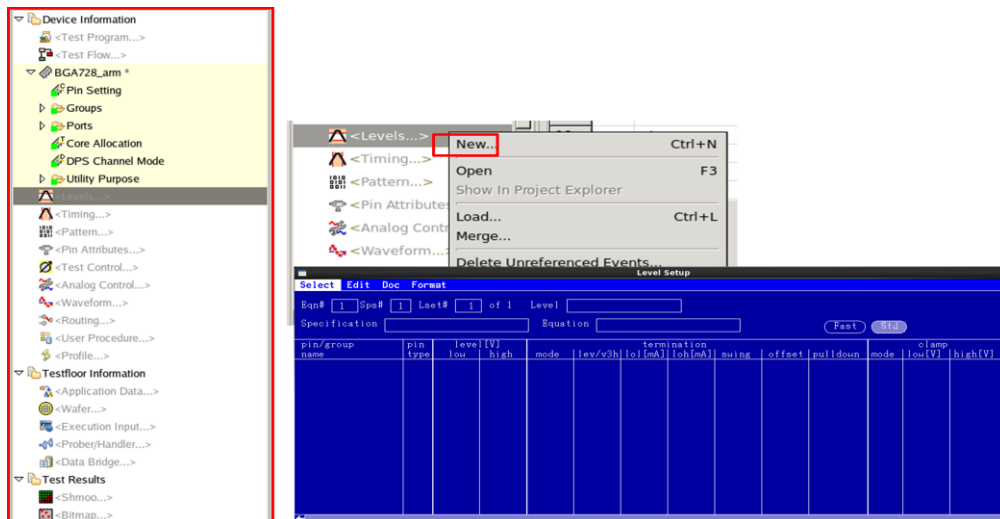 Device Information
<Test Program...>
<Test Flow...>
BGA728_arm *
Pin Setting
Groups
Ports
Core Allocation
DPS Channel Mode
Utility Purpose
<Levels...>
<Timing...>
<Pattern...>
<Pin Attributes...>
<Test Control...>
<Analog Control...>
<Waveform...>
<Routing...>
<User Procedure...>
<Profile...>
Testfloor Information
<Application Data...>
<Wafer...>
<Execution Input...>
<Prober/Handler...>
<Data Bridge...>
Test Results
<Shmoo...>
<Bitmap...>
<Levels...>
<Timing...>
<Pattern...>
<Pin Attributes
<Analog Contr
<Waveform...
New... Ctrl+N
Open F3
Show In Project Explorer
Load... Ctrl+L
Merge...
Delete Unreferenced Events...
Level Setup
Select Edit Doc Format
Eqn# 1 Sps# 1 Lset# 1 of 1 Level
Specification Equation Fast Std
pin/group pin level[V] termination clamp
name type low high mode lev/v3h iol[mA] ioh[mA] swing offset pulldown mode low[V] high[V]